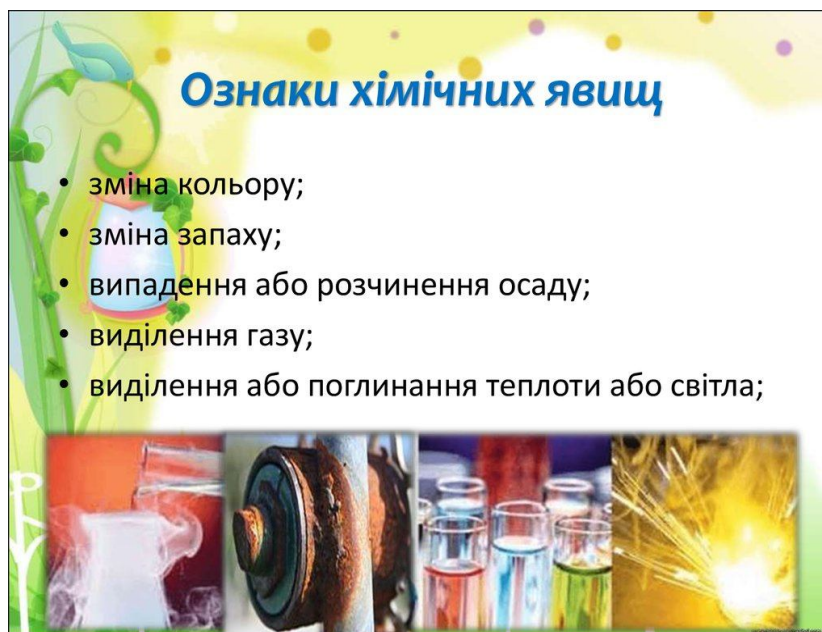 Ознаки хімічних явищ
• зміна кольору;
• зміна запаху;
• випадення або розчинення осаду;
• виділення газу;
• виділення або поглинання теплоти або світла;